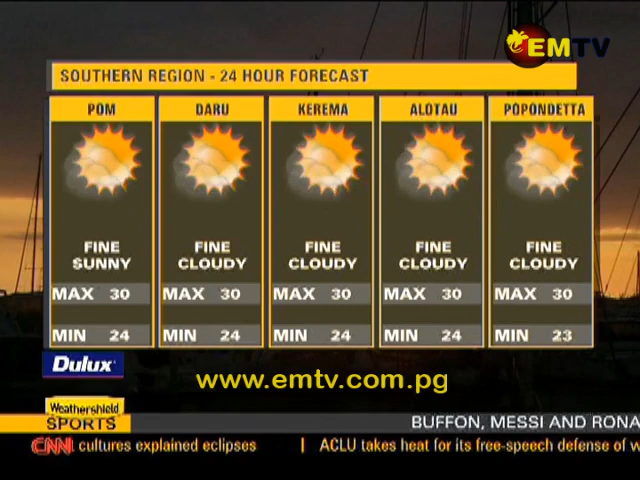 EMTV
SOUTHERN REGION - 24 HOUR FORECAST
POM
FINE
SUNNY
MAX 30
MIN 24
DARU
FINE
CLOUDY
MAX 30
MIN 24
KEREMA
FINE
CLOUDY
MAX 30
MIN 24
ALOTAU
FINE
CLOUDY
MAX 30
MIN 24
POPONDETTA
FINE
CLOUDY
MAX 30
MIN 23
Dulux
www.emtv.com.pg
Weathershield
SPORTS
BUFFON, MESSI AND RONA
CNN cultures explained eclipses | ACLU takes heat for its free-speech defense of w